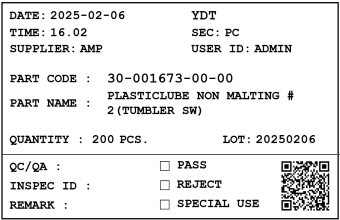 DATE: 2025-02-06 YDT
TIME: 16.02 SEC: PC
SUPPLIER: AMP USER ID: ADMIN
PART CODE : 30-001673-00-00
PART NAME : PLASTICLUBE NON MALTING #
2(TUMBLER SW)
QUANTITY : 200 PCS. LOT: 20250206
QC/QA : ☐ PASS
INSPEC ID : ☐ REJECT
REMARK : ☐ SPECIAL USE